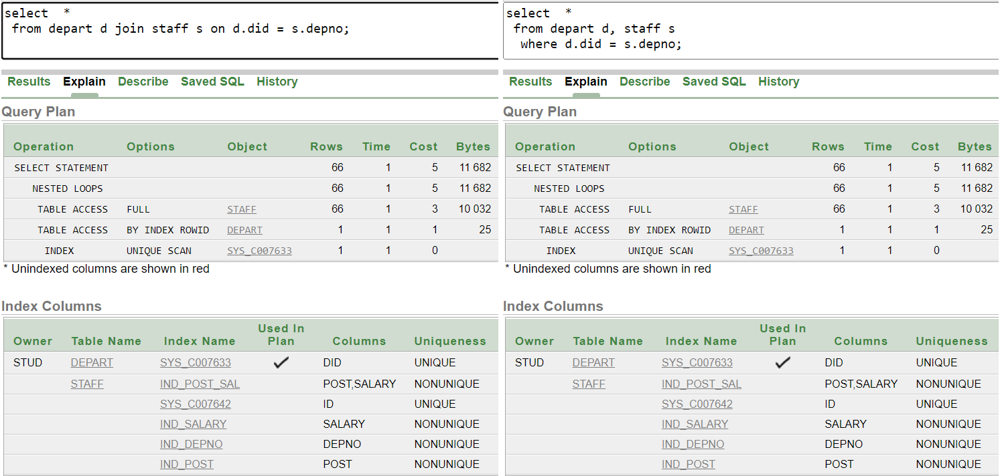 select  *
 from depart d join staff s on d.did = s.depno;
Results Explain Describe Saved SQL History
Query Plan
Operation Options Object Rows Time Cost Bytes
SELECT STATEMENT 66 1 5 11 682
NESTED LOOPS 66 1 5 11 682
TABLE ACCESS FULL STAFF 66 1 3 10 032
TABLE ACCESS BY INDEX ROWID DEPART 1 1 1 25
INDEX UNIQUE SCAN SYS_C007633 1 1 0
* Unindexed columns are shown in red
Index Columns
Owner Table Name Index Name Used In Plan Columns Uniqueness
STUD DEPART SYS_C007633 DID UNIQUE
STAFF IND_POST_SAL POST,SALARY NONUNIQUE
SYS_C007642 ID UNIQUE
IND_SALARY SALARY NONUNIQUE
IND_DEPNO DEPNO NONUNIQUE
IND_POST POST NONUNIQUE
select  *
 from depart d, staff s
  where d.did = s.depno;
Results Explain Describe Saved SQL History
Query Plan
Operation Options Object Rows Time Cost Bytes
SELECT STATEMENT 66 1 5 11 682
NESTED LOOPS 66 1 5 11 682
TABLE ACCESS FULL STAFF 66 1 3 10 032
TABLE ACCESS BY INDEX ROWID DEPART 1 1 1 25
INDEX UNIQUE SCAN SYS_C007633 1 1 0
* Unindexed columns are shown in red
Index Columns
Owner Table Name Index Name Used In Plan Columns Uniqueness
STUD DEPART SYS_C007633 DID UNIQUE
STAFF IND_POST_SAL POST,SALARY NONUNIQUE
SYS_C007642 ID UNIQUE
IND_SALARY SALARY NONUNIQUE
IND_DEPNO DEPNO NONUNIQUE
IND_POST POST NONUNIQUE